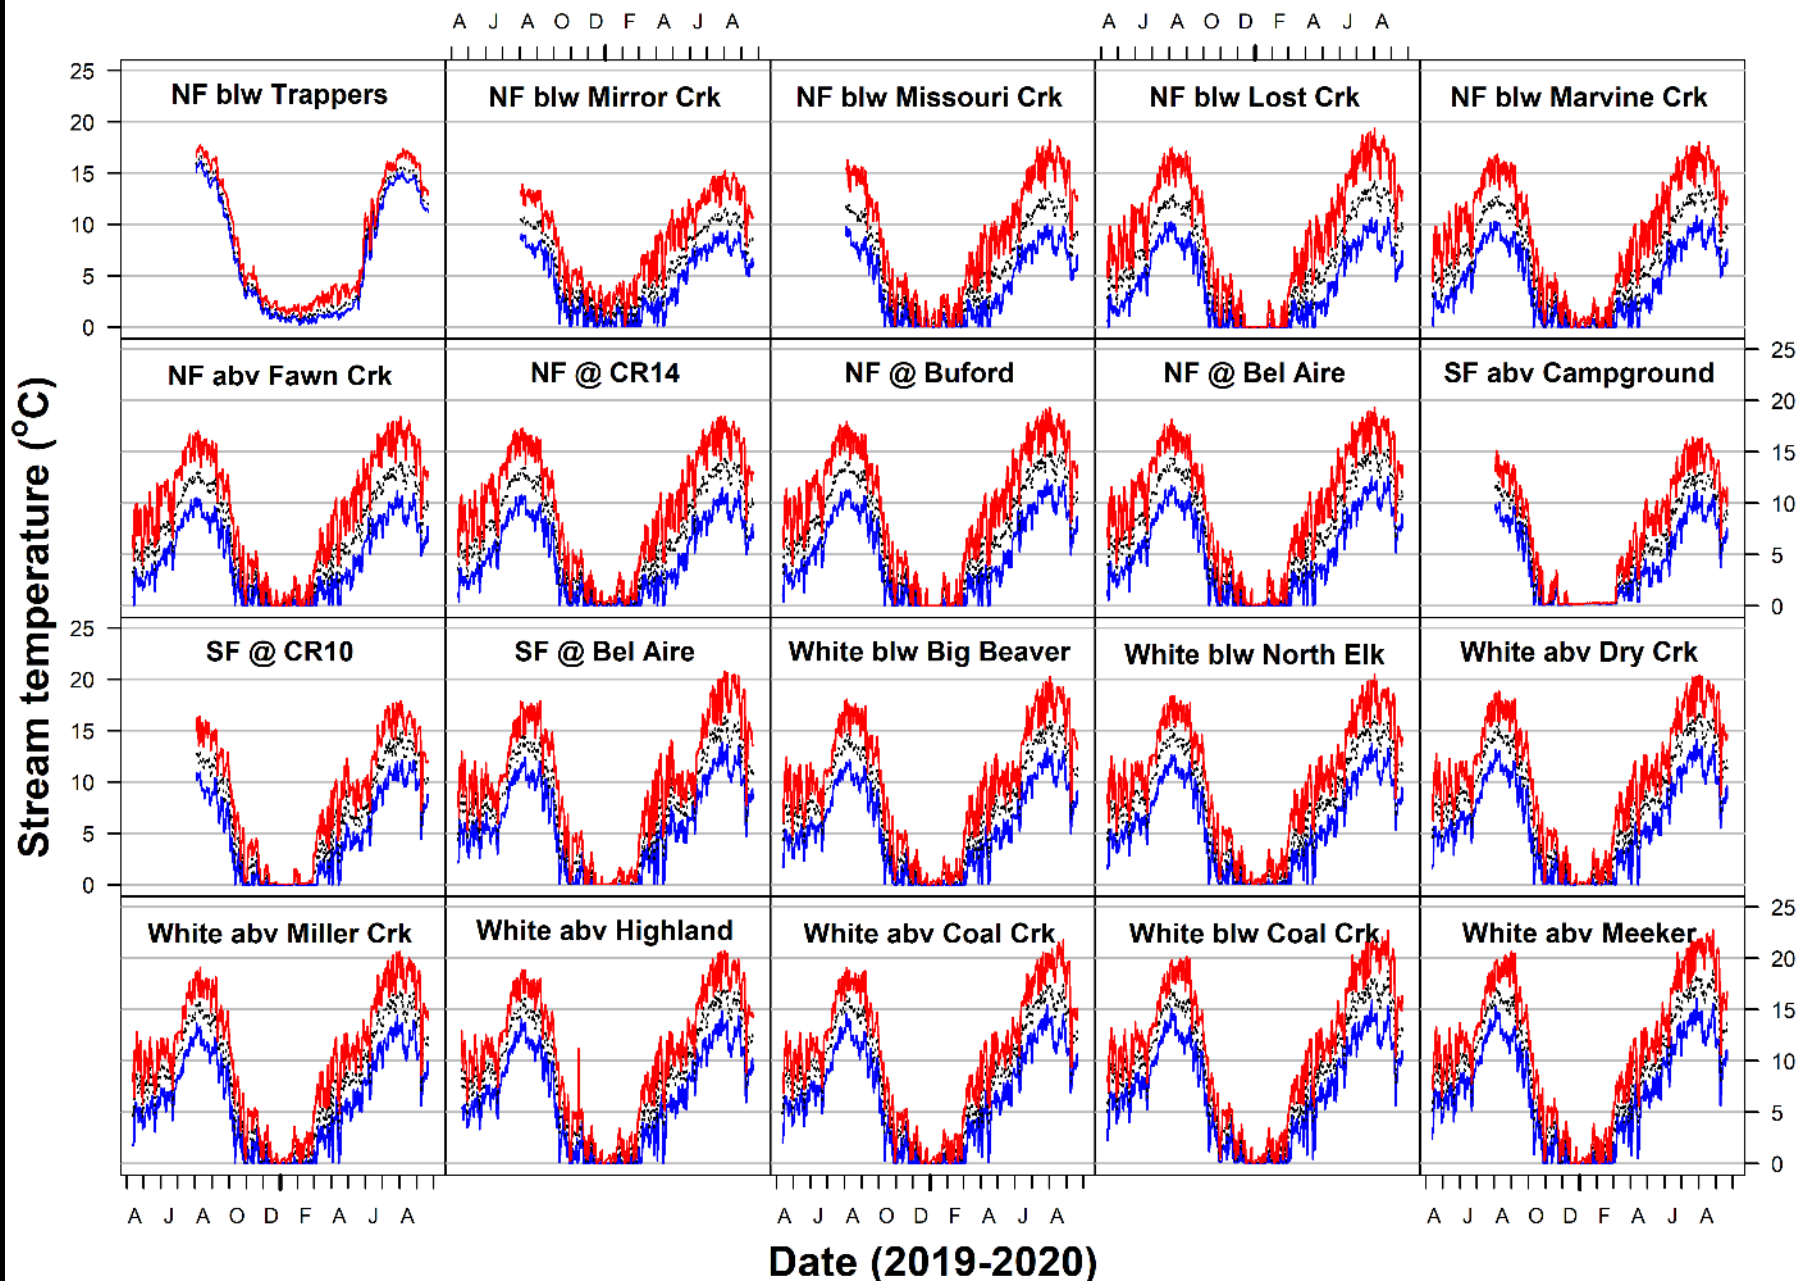 A J A O D F A J A
A J A O D F A J A
25
NF blw Trappers
NF blw Mirror Crk
NF blw Missouri Crk
NF blw Lost Crk
NF blw Marvine Crk
20
15
10
5
0
NF abv Fawn Crk
NF @ CR14
NF @ Buford
NF @ Bel Aire
SF abv Campground
25
20
15
10
5
0
Stream temperature (°C)
25
SF @ CR10
SF @ Bel Aire
White blw Big Beaver
White blw North Elk
White abv Dry Crk
20
15
10
5
0
White abv Miller Crk
White abv Highland
White abv Coal Crk
White blw Coal Crk
White abv Meeker
25
20
15
10
5
0
A J A O D F A J A
A J A O D F A J A
A J A O D F A J A
Date (2019-2020)